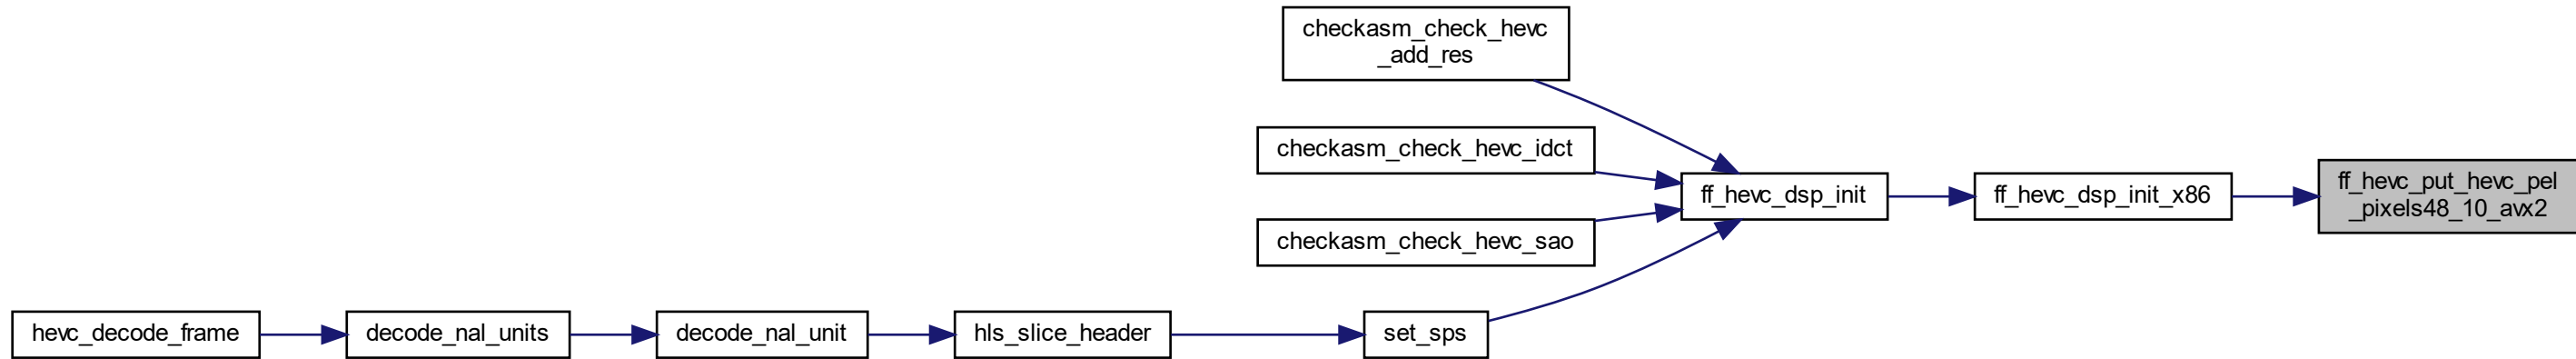 checkasm_check_hevc
_add_res
checkasm_check_hevc_idct
ff_hevc_put_hevc_pel
_pixels48_10_avx2
ff_hevc_dsp_init
ff_hevc_dsp_init_x86
checkasm_check_hevc_sao
hevc_decode_frame
decode_nal_units
decode_nal_unit
hls_slice_header
set_sps